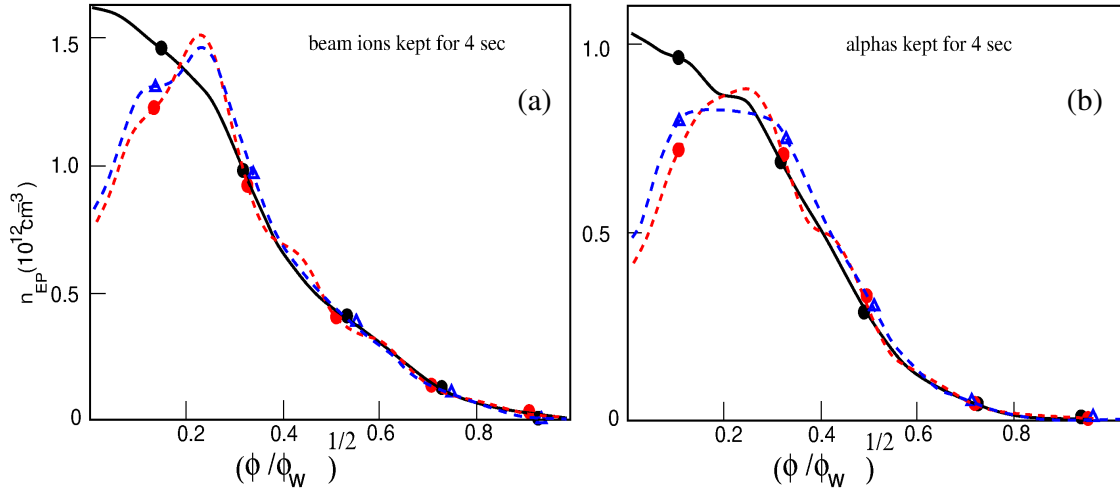 beam ions kept for 4 sec
(a)
1.5
1.0
0.5
0
n_EP (10^12 cm^-3)
0.2 0.4 0.6 0.8
(ϕ/ϕ_W)^1/2
alphas kept for 4 sec
(b)
1.0
0.5
0
0.2 0.4 0.6 0.8
(ϕ/ϕ_W)^1/2